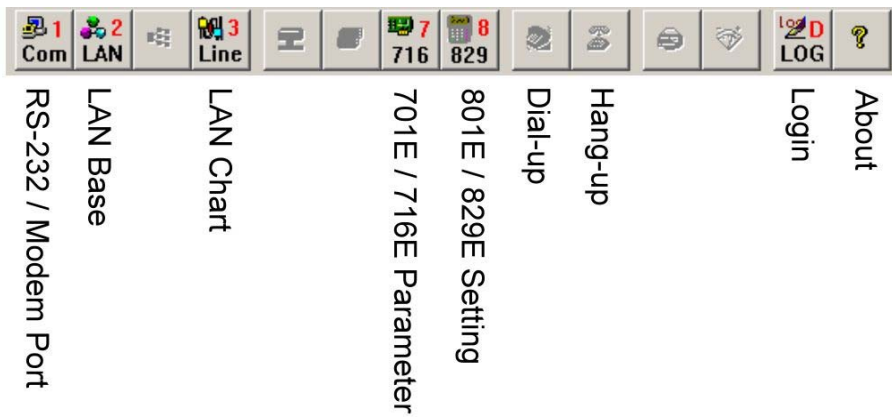 1
Com
2
LAN
3
Line
7
716
8
829
log D
LOG
?
RS-232 / Modem Port
LAN Base
LAN Chart
701E / 716E Parameter
801E / 829E Setting
Dial-up
Hang-up
Login
About